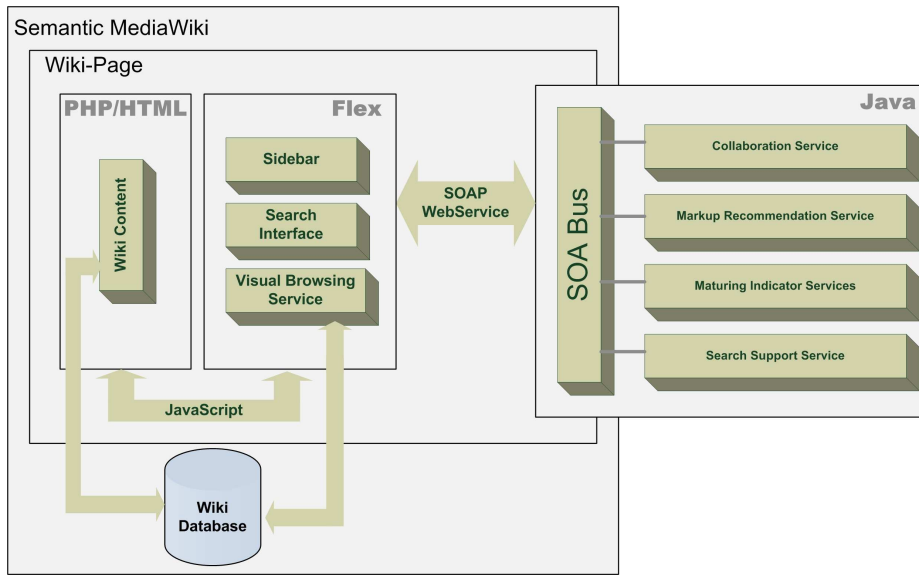 Semantic MediaWiki
Wiki-Page
PHP/HTML
Wiki Content
Flex
Sidebar
Search
Interface
Visual Browsing
Service
JavaScript
SOAP
WebService
Java
SOA Bus
Collaboration Service
Markup Recommendation Service
Maturing Indicator Services
Search Support Service
Wiki
Database